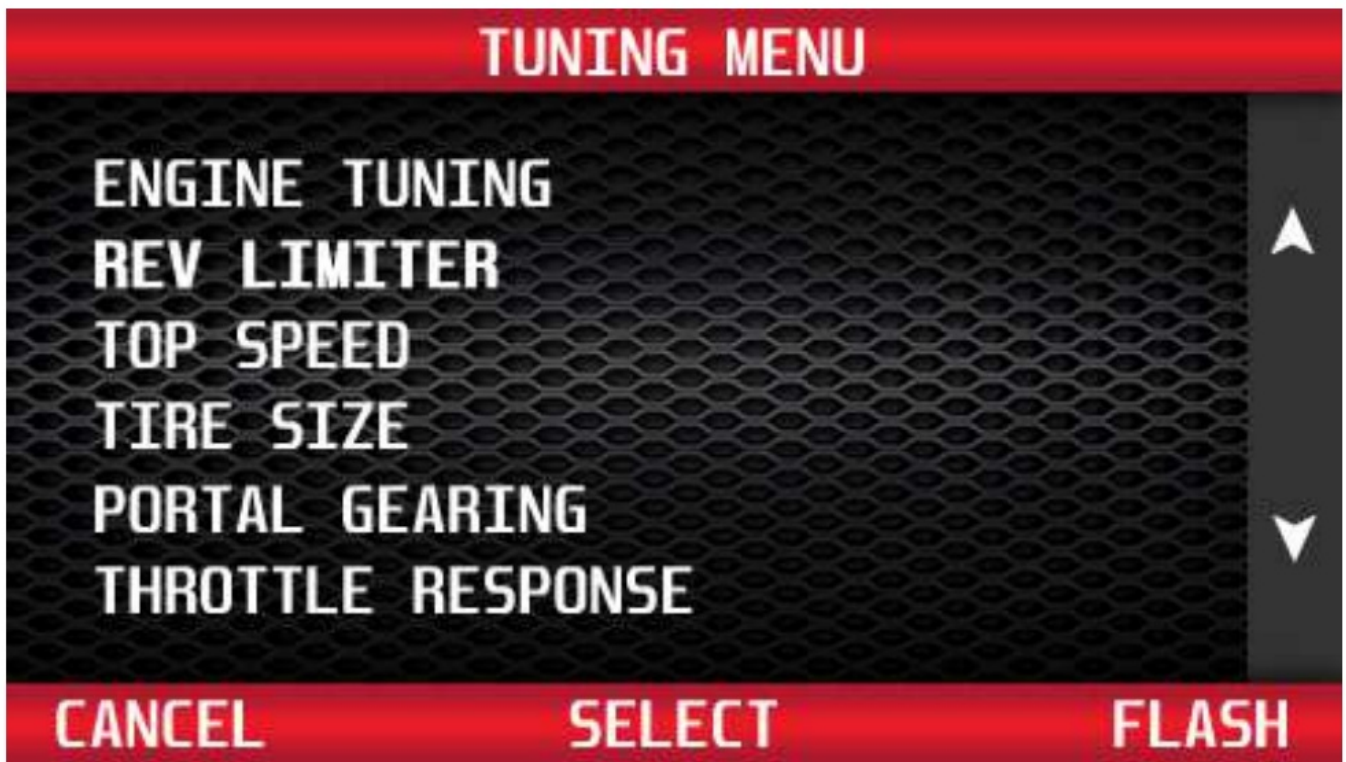 TUNING MENU
ENGINE TUNING
REV LIMITER
TOP SPEED
TIRE SIZE
PORTAL GEARING
THROTTLE RESPONSE
CANCEL SELECT FLASH